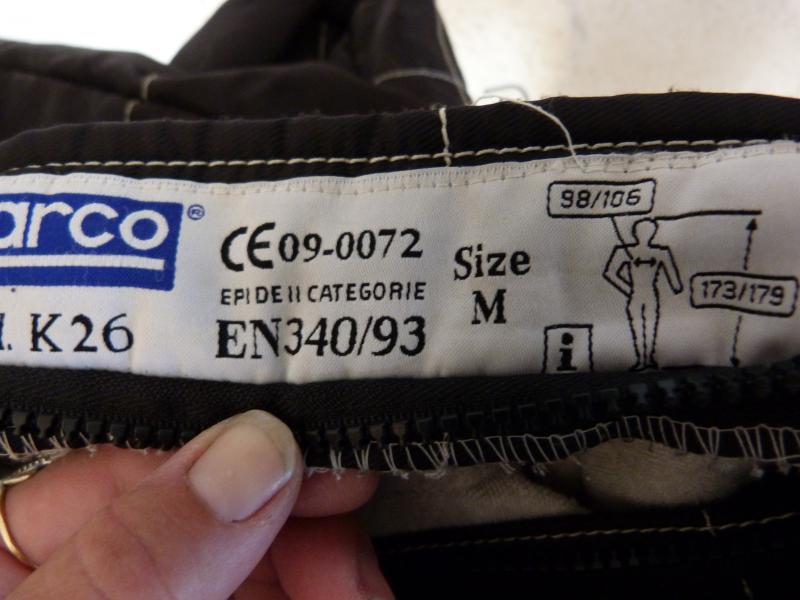 arco®
K26
CE09-0072
EPI DE II CATEGORIE
EN340/93
Size
M
98/106
173/179
i